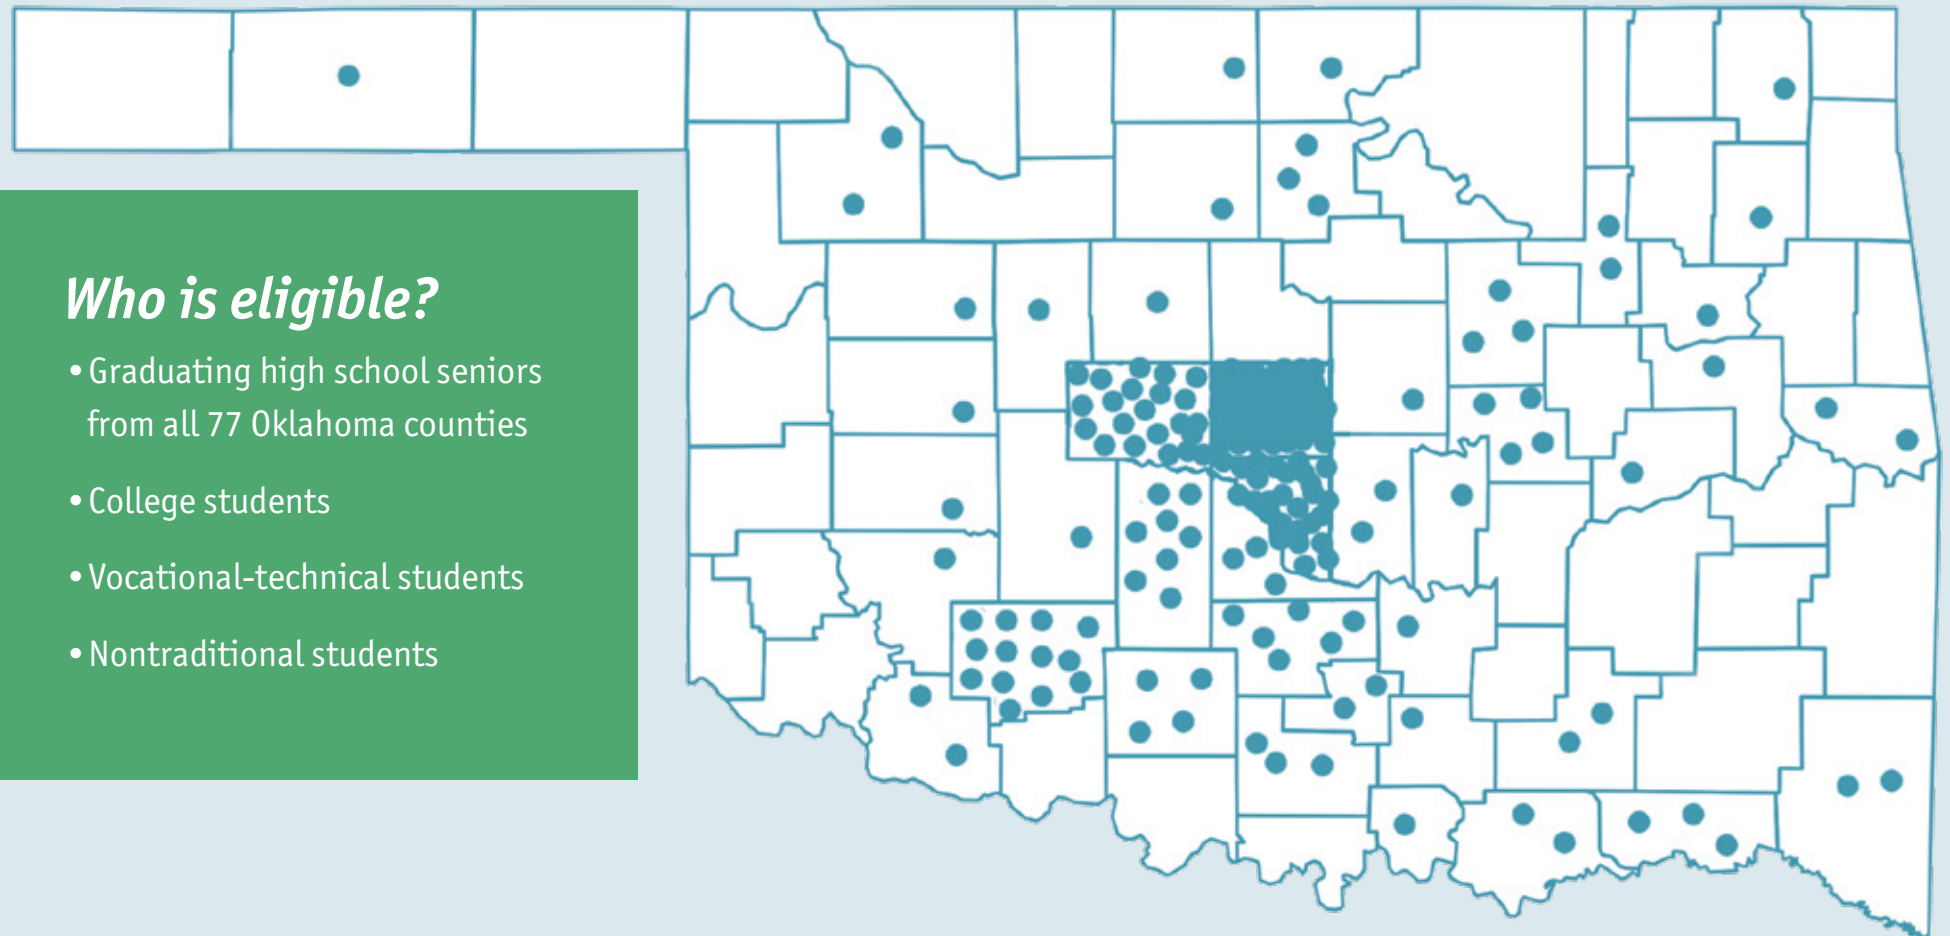 Who is eligible?
• Graduating high school seniors
from all 77 Oklahoma counties
• College students
• Vocational-technical students
• Nontraditional students